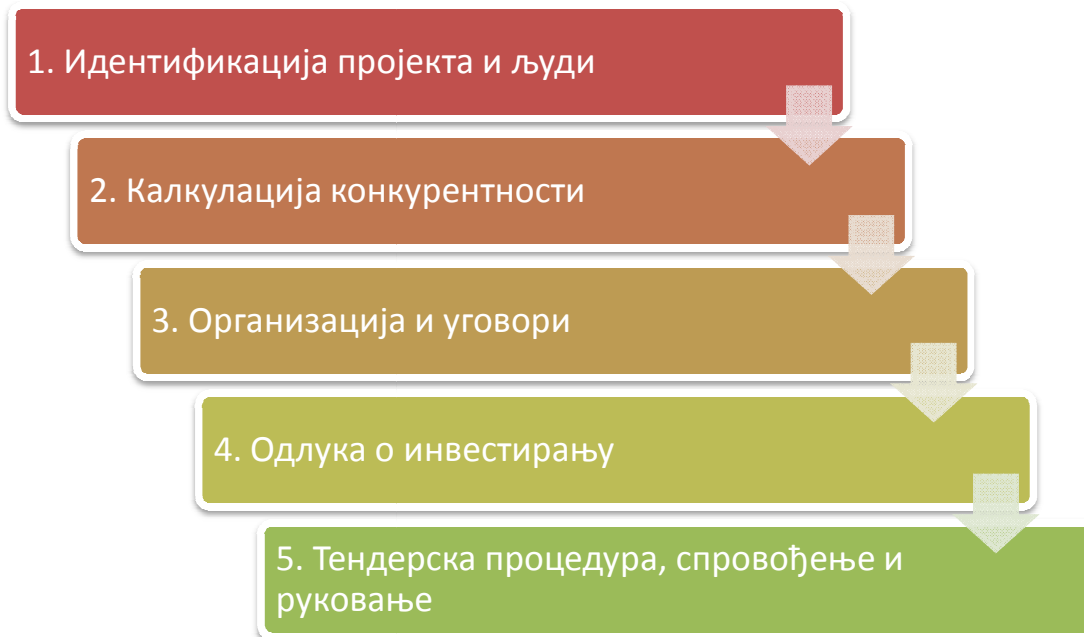 1. Идентификација пројекта и људи
2. Калкулација конкурентности
3. Организација и уговори
4. Одлука о инвестирању
5. Тендерска процедура, спровођење и
руковање